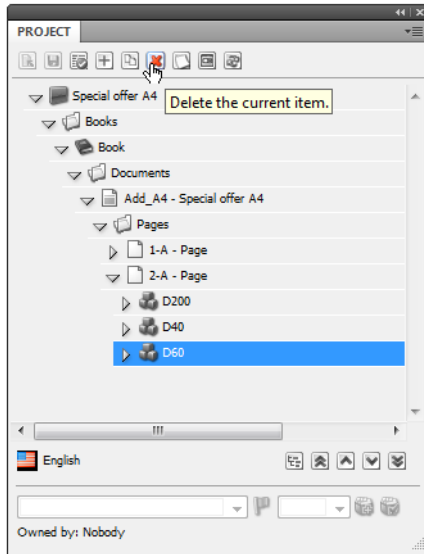 PROJECT
Special offer A4
Delete the current item.
Books
Book
Documents
Add_A4 - Special offer A4
Pages
1-A - Page
2-A - Page
D200
D40
D60
English
Owned by: Nobody